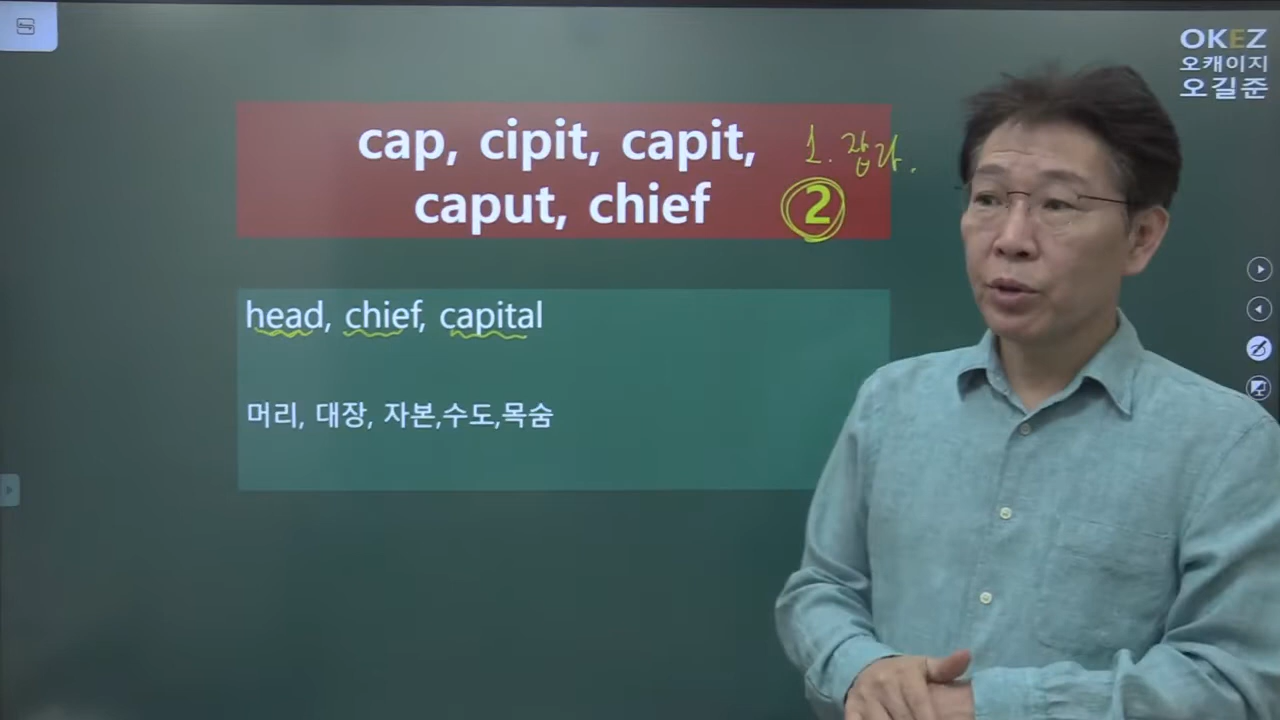 OKEZ
오캐이지
오길준
cap, cipit, capit,
caput, chief
1. 잡다.
2
head, chief, capital
머리, 대장, 자본,수도,목숨